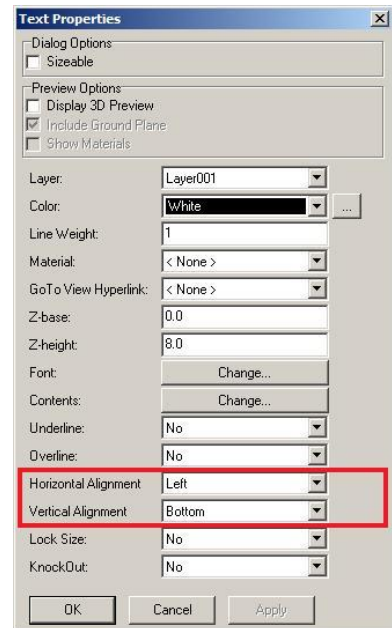 Text Properties
Dialog Options
Sizeable
Preview Options
Display 3D Preview
Include Ground Plane
Show Materials
Layer: Layer001
Color: White ...
Line Weight: 1
Material: < None >
GoTo View Hyperlink: < None >
Z-base: 0.0
Z-height: 8.0
Font: Change...
Contents: Change...
Underline: No
Overline: No
Horizontal Alignment Left
Vertical Alignment Bottom
Lock Size: No
KnockOut: No
OK Cancel Apply